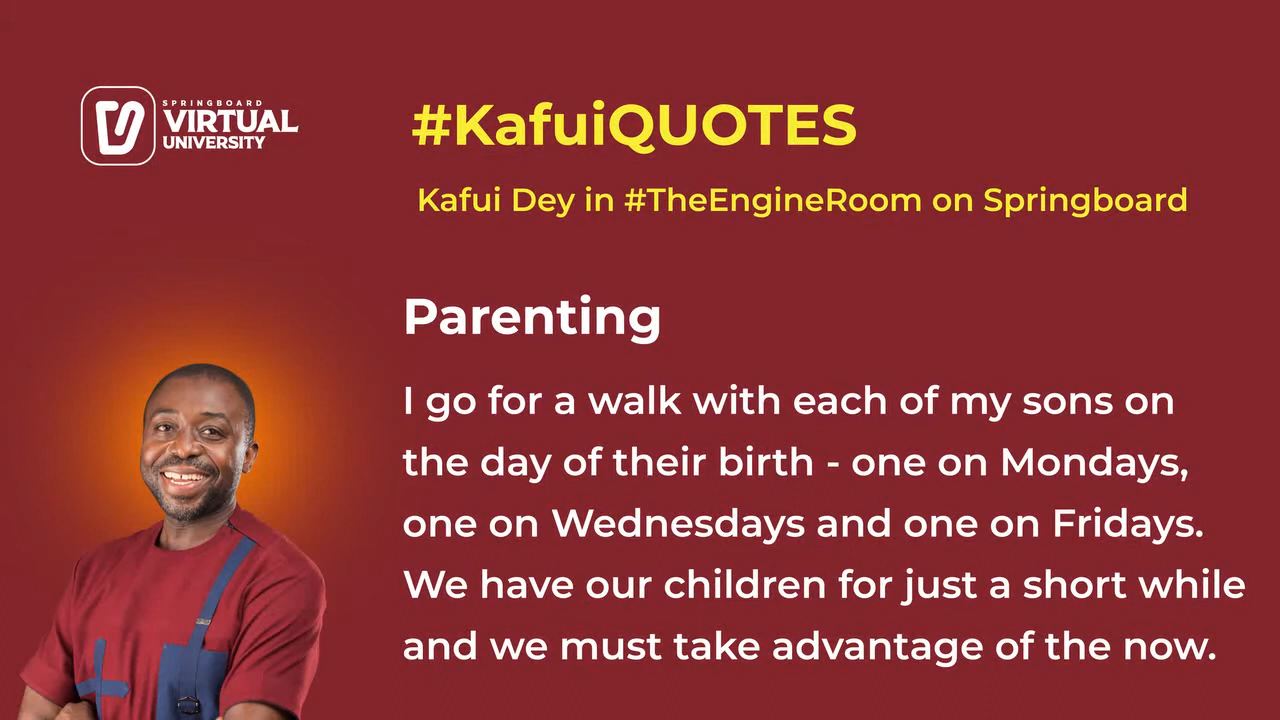 SPRINGBOARD
VIRTUAL
UNIVERSITY
#KafuiQUOTES
Kafui Dey in #TheEngineRoom on Springboard
Parenting
I go for a walk with each of my sons on
the day of their birth - one on Mondays,
one on Wednesdays and one on Fridays.
We have our children for just a short while
and we must take advantage of the now.